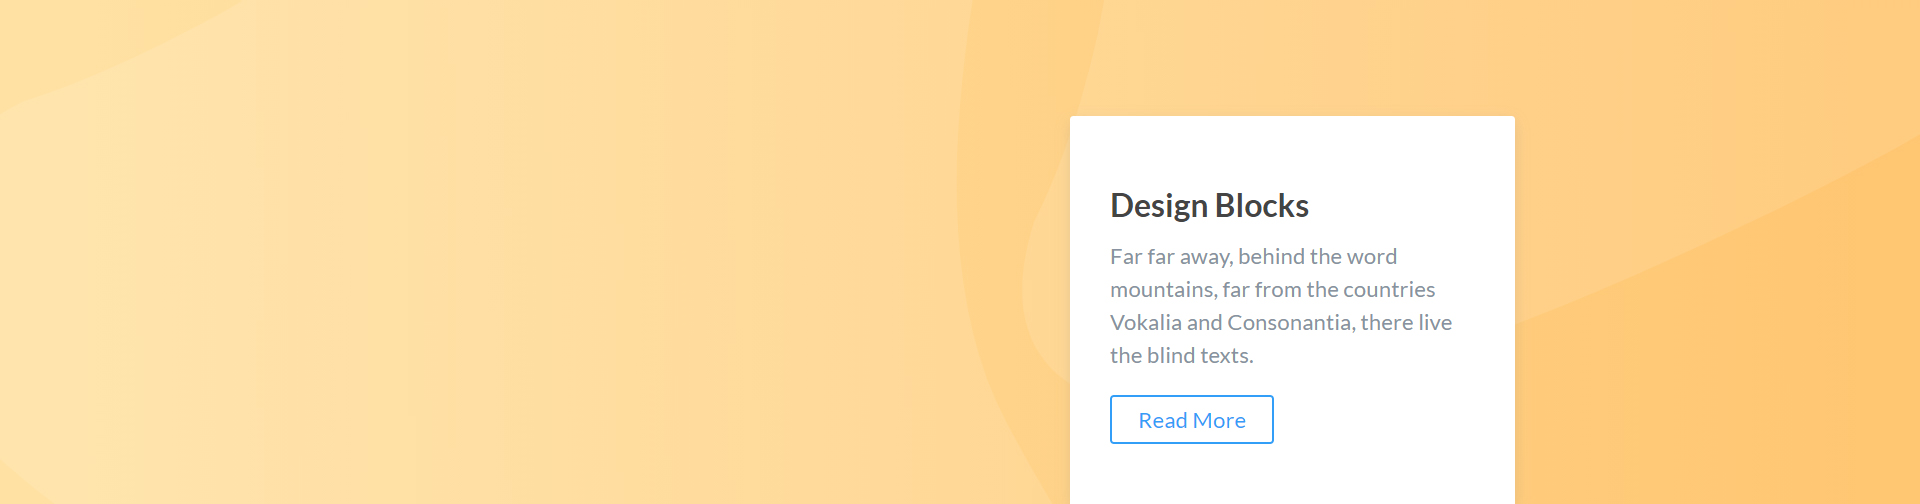 Design Blocks
Far far away, behind the word
mountains, far from the countries
Vokalia and Consonantia, there live
the blind texts.
Read More